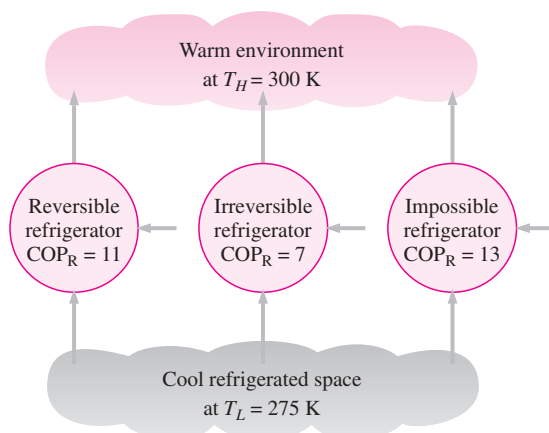 Warm environment
at T_H = 300 K
Reversible
refrigerator
COP_R = 11
Irreversible
refrigerator
COP_R = 7
Impossible
refrigerator
COP_R = 13
Cool refrigerated space
at T_L = 275 K